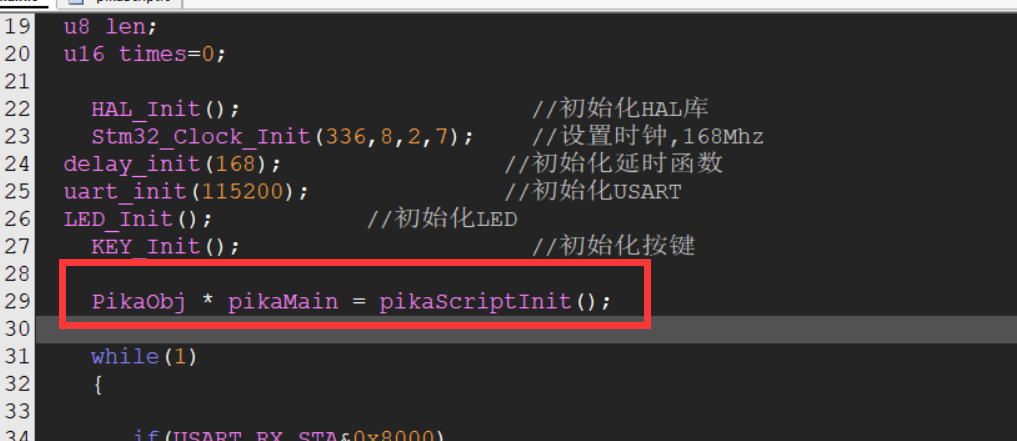 19 u8 len;
20 u16 times=0;
21
22 HAL_Init(); //初始化HAL库
23 Stm32_Clock_Init(336,8,2,7); //设置时钟,168Mhz
24 delay_init(168); //初始化延时函数
25 uart_init(115200); //初始化USART
26 LED_Init(); //初始化LED
27 KEY_Init(); //初始化按键
28
29 PikaObj * pikaMain = pikaScriptInit();
30
31 while(1)
32 {
33
34 if(USART_RX_STA&0x8000)